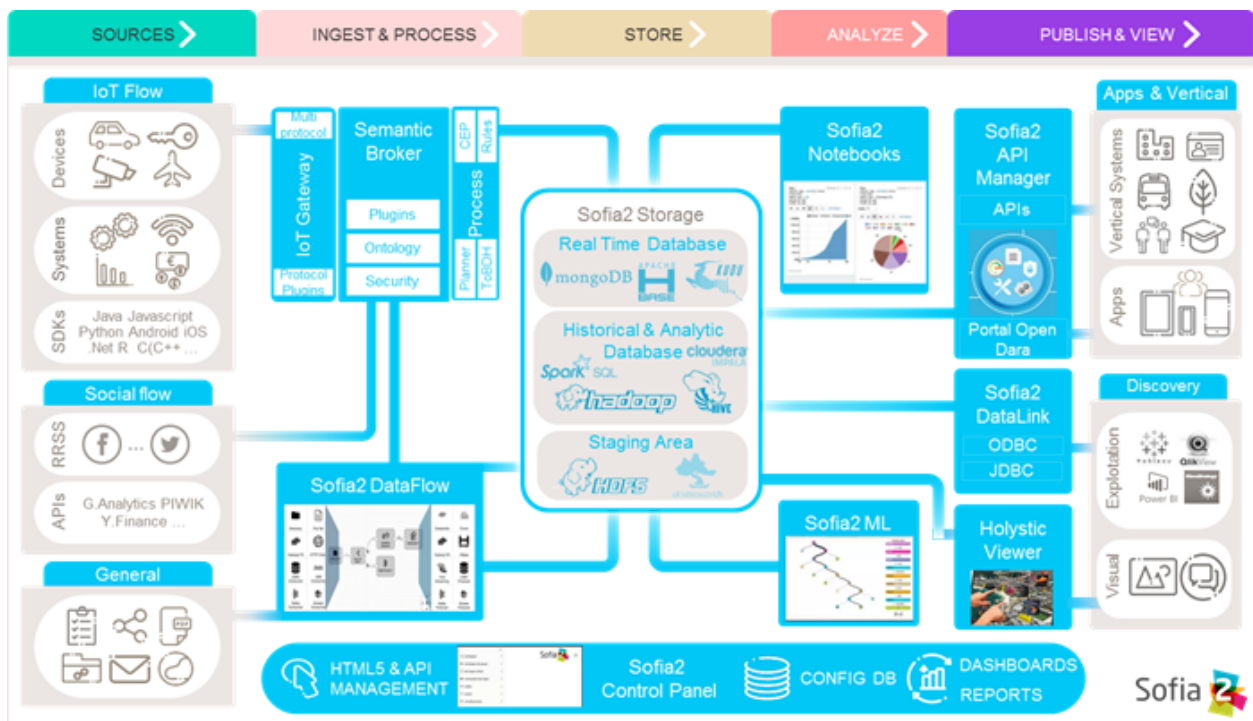 SOURCES
INGEST & PROCESS
STORE
ANALYZE
PUBLISH & VIEW
IoT Flow
Devices
Systems
SDKs
Java Javascript
Python Android iOS
.Net R C(C++ ...
Social flow
RRSS
...
APIs
G.Analytics PIWIK
Y.Finance ...
General
PDF
Multi
protocol
IoT Gateway
Protocol
Plugins
Semantic
Broker
Plugins
Ontology
Security
CEP
Rules
Process
Planner
ToBDH
Sofia2 DataFlow
Sofia2 Storage
Real Time Database
mongoDB
APACHE
HBASE
Historical & Analytic
Database
cloudera
IMPALA
Spark SQL
hadoop
HIVE
Staging Area
HDFS
Sofia2
Notebooks
Sofia2 ML
Sofia2
API
Manager
APIs
Portal Open
Dara
Sofia2
DataLink
ODBC
JDBC
Holystic
Viewer
Apps & Vertical
Vertical Systems
Apps
Discovery
Explotation
QlikView
Power BI
Visual
HTML5 & API
MANAGEMENT
Sofia2
Sofia2
Control Panel
CONFIG DB
DASHBOARDS
REPORTS
Sofia 2